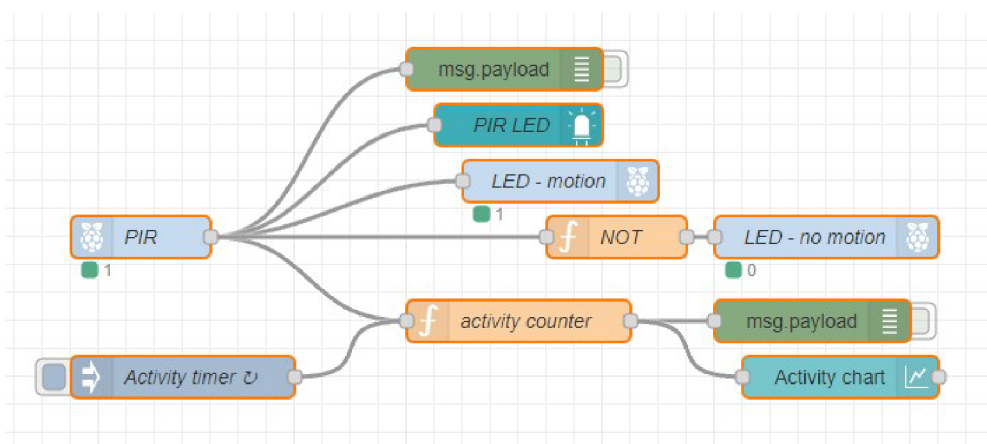 msg.payload
PIR LED
LED - motion
1
PIR
1
NOT
LED - no motion
0
activity counter
msg.payload
Activity timer ↻
Activity chart